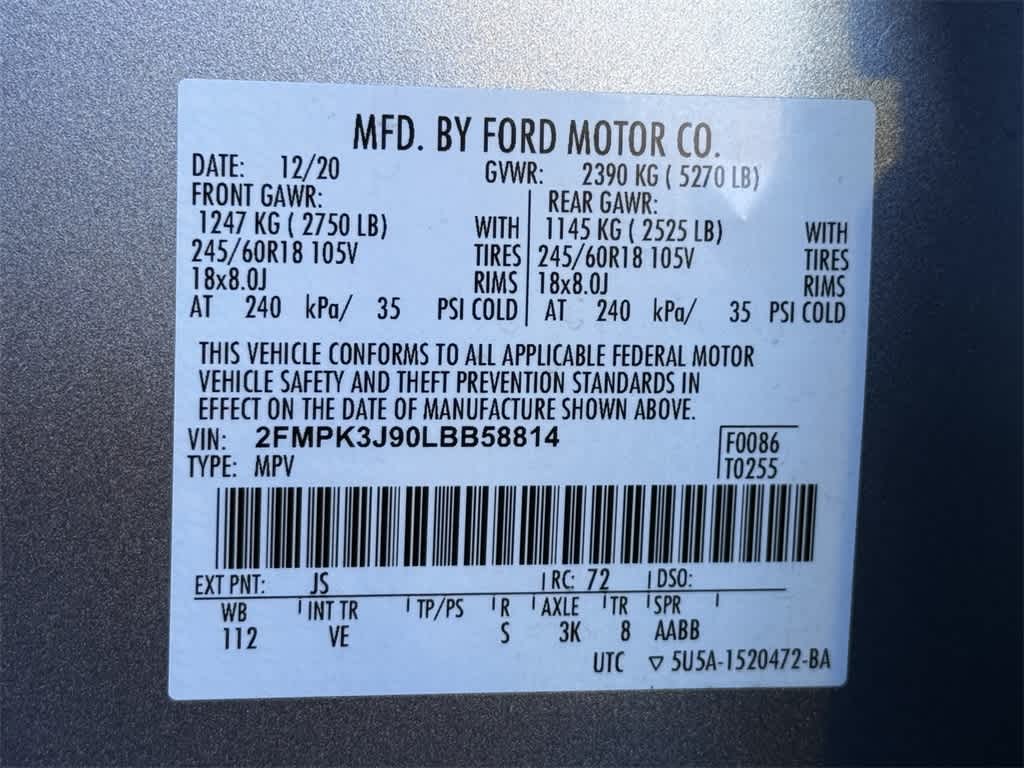 MFD. BY FORD MOTOR CO.
DATE: 12/20 GVWR: 2390 KG ( 5270 LB)
FRONT GAWR: REAR GAWR:
1247 KG ( 2750 LB) WITH 1145 KG ( 2525 LB) WITH
245/60R18 105V TIRES 245/60R18 105V TIRES
18x8.0J RIMS 18x8.0J RIMS
AT 240 kPa/ 35 PSI COLD AT 240 kPa/ 35 PSI COLD
THIS VEHICLE CONFORMS TO ALL APPLICABLE FEDERAL MOTOR
VEHICLE SAFETY AND THEFT PREVENTION STANDARDS IN
EFFECT ON THE DATE OF MANUFACTURE SHOWN ABOVE.
VIN: 2FMPK3J90LBB58814 F0086
TYPE: MPV T0255
EXT PNT: JS RC: 72 DSO:
WB INT TR TP/PS R AXLE TR SPR
112 VE S 3K 8 AABB
UTC ▽ 5U5A-1520472-BA